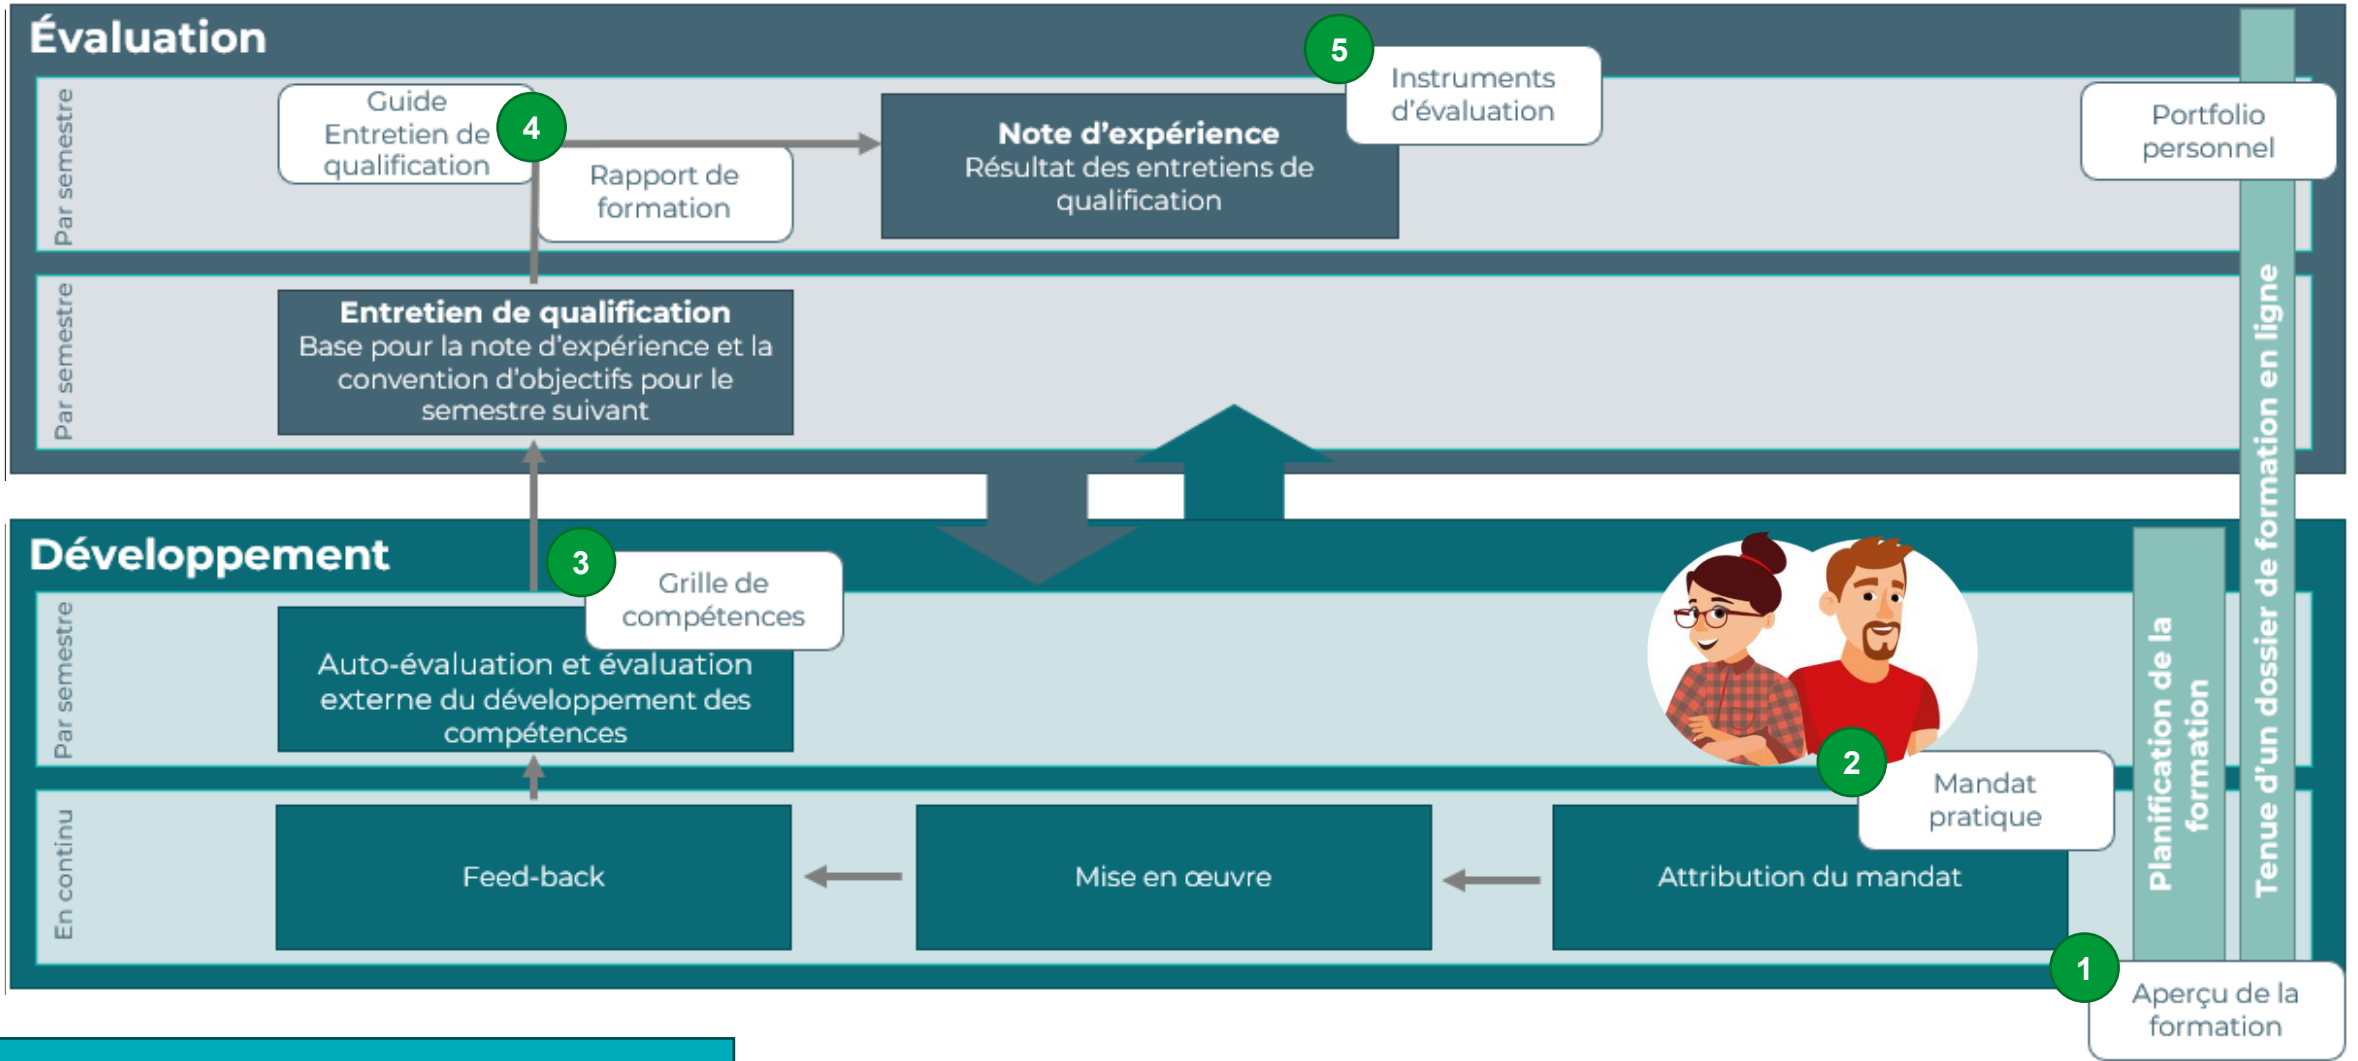 Évaluation
5
Instruments
d'évaluation
Par semestre
Guide
Entretien de
qualification
4
Rapport de
formation
Note d'expérience
Résultat des entretiens de
qualification
Portfolio
personnel
Par semestre
Entretien de qualification
Base pour la note d'expérience et la
convention d'objectifs pour le
semestre suivant
Tenue d'un dossier de formation en ligne
Développement
3
Grille de
compétences
Par semestre
Auto-évaluation et évaluation
externe du développement des
compétences
Planification de la
formation
2
Mandat
pratique
En continu
Feed-back
Mise en œuvre
Attribution du mandat
1
Aperçu de la
formation